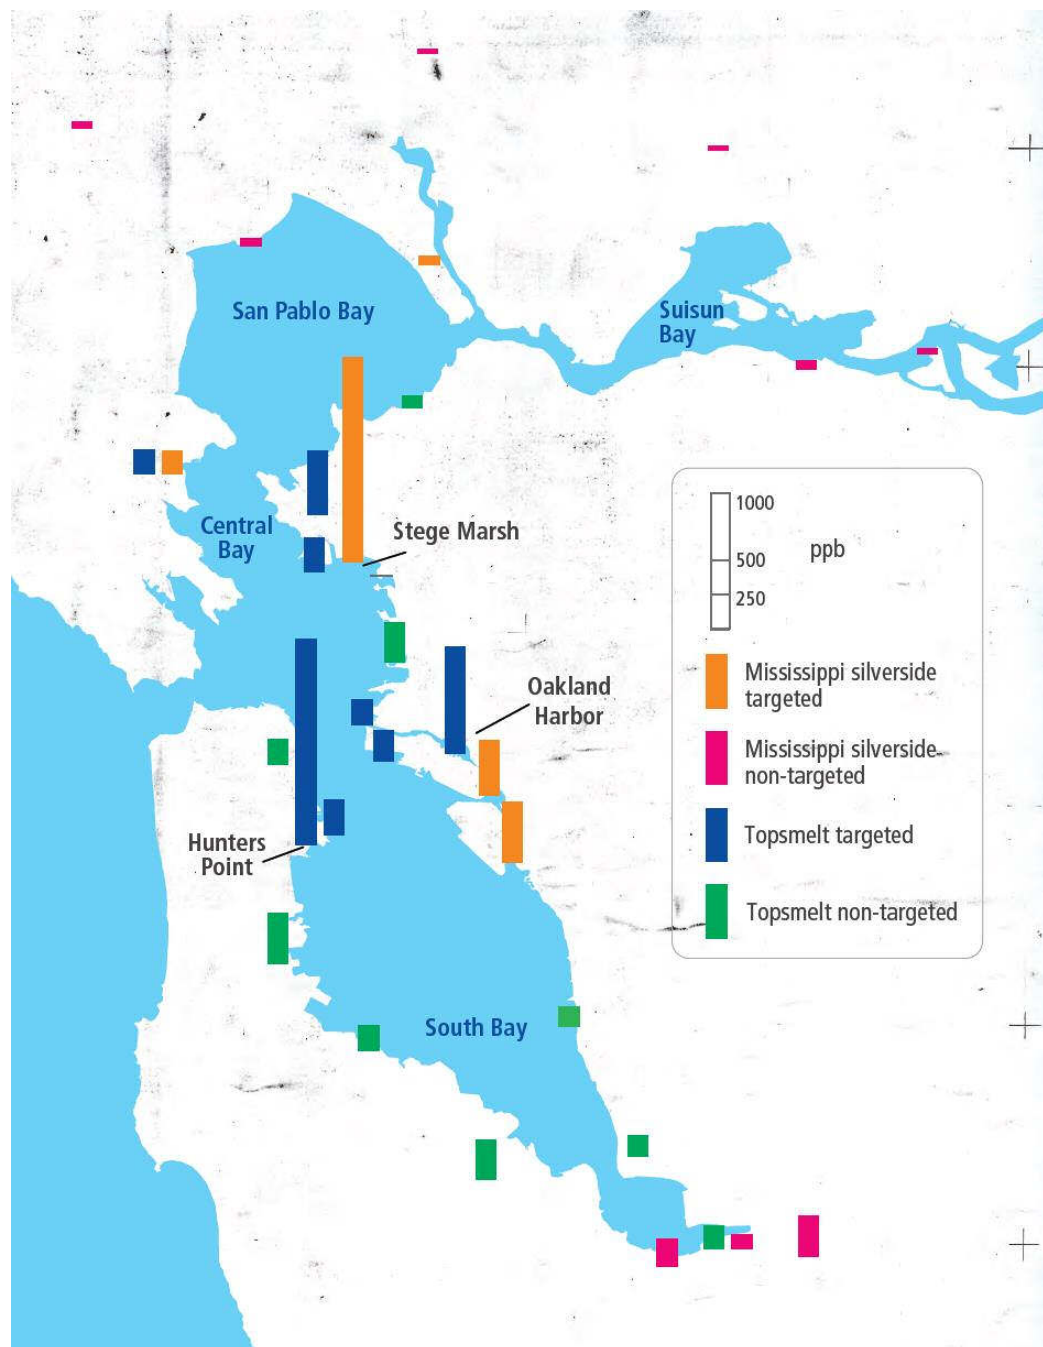 San Pablo Bay
Suisun
Bay
Central
Bay
Stege Marsh
Oakland
Harbor
Hunters
Point
South Bay
1000
500
250
ppb
Mississippi silverside
targeted
Mississippi silverside
non-targeted
Topsmelt targeted
Topsmelt non-targeted